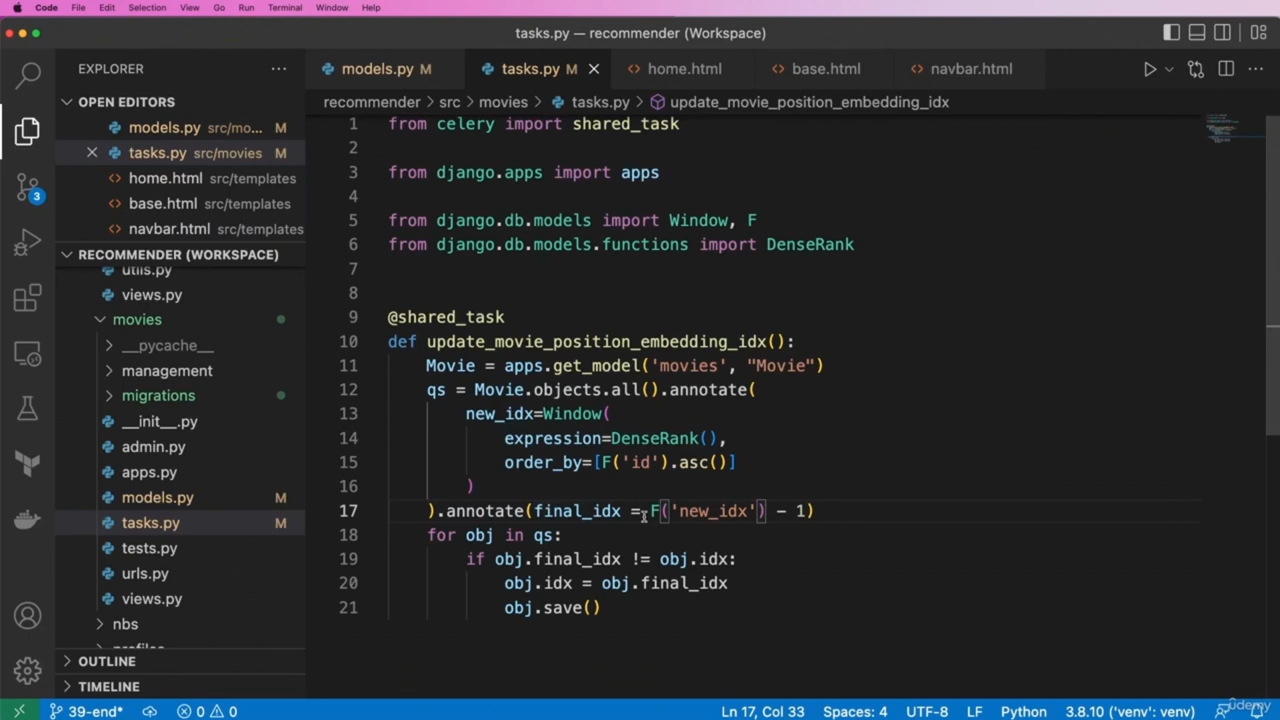 Code File Edit Selection View Go Run Terminal Window Help
tasks.py — recommender (Workspace)
EXPLORER
models.py M tasks.py M home.html base.html navbar.html
OPEN EDITORS
recommender > src > movies > tasks.py > update_movie_position_embedding_idx
models.py src/mo... M
tasks.py src/movies M
home.html src/templates
base.html src/templates
navbar.html src/templates
RECOMMENDER (WORKSPACE)
utils.py
views.py
movies
__pycache__
management
migrations
__init__.py
admin.py
apps.py
models.py M
tasks.py M
tests.py
urls.py
views.py
nbs
profiles
OUTLINE
TIMELINE
3
1 from celery import shared_task
2
3 from django.apps import apps
4
5 from django.db.models import Window, F
6 from django.db.models.functions import DenseRank
7
8
9 @shared_task
10 def update_movie_position_embedding_idx():
11 Movie = apps.get_model('movies', "Movie")
12 qs = Movie.objects.all().annotate(
13 new_idx=Window(
14 expression=DenseRank(),
15 order_by=[F('id').asc()]
16 )
17 ).annotate(final_idx = F('new_idx') - 1)
18 for obj in qs:
19 if obj.final_idx != obj.idx:
20 obj.idx = obj.final_idx
21 obj.save()
39-end* 0 0 Ln 17, Col 33 Spaces: 4 UTF-8 LF Python 3.8.10 ('venv': venv)
ûdemy